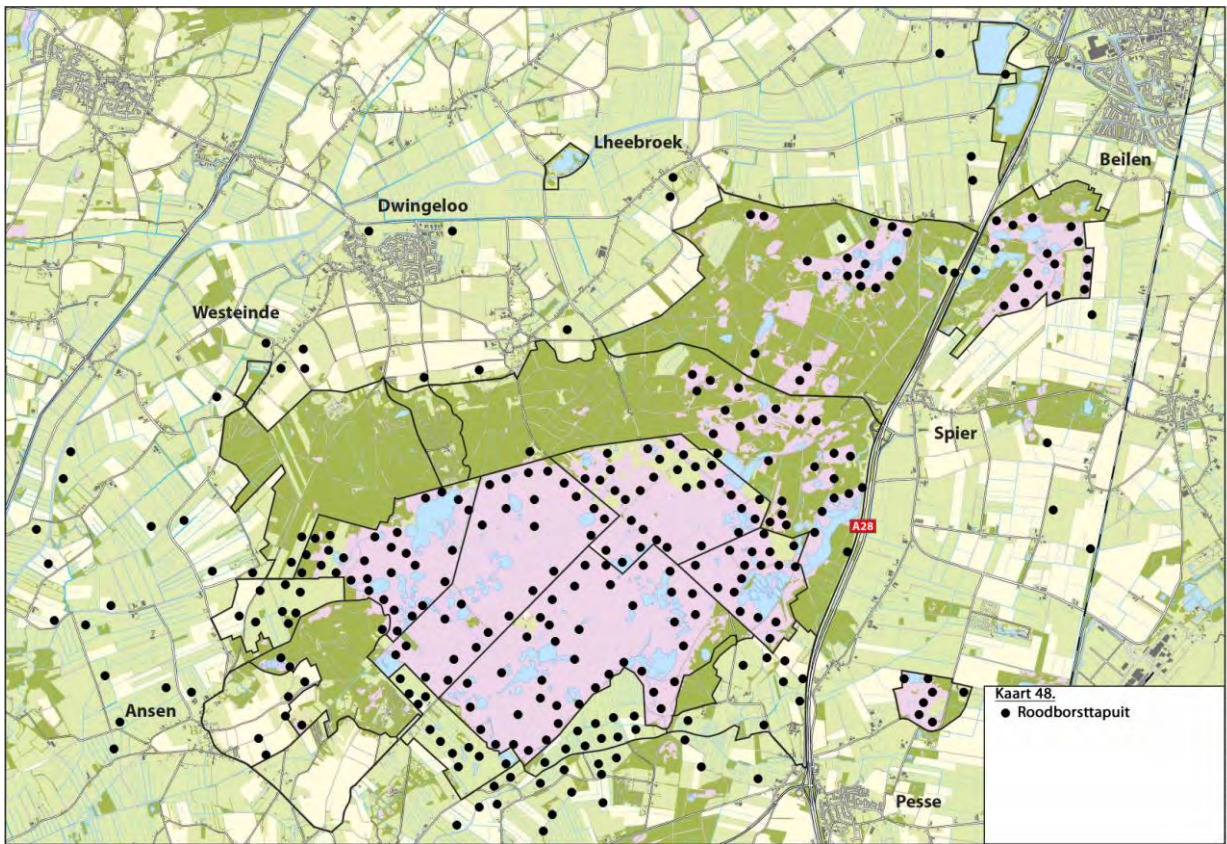 Lheebroek
Beilen
Dwingeloo
Westeinde
Spier
A28
Ansen
Pesse
Kaart 48.
Roodborsttapuit